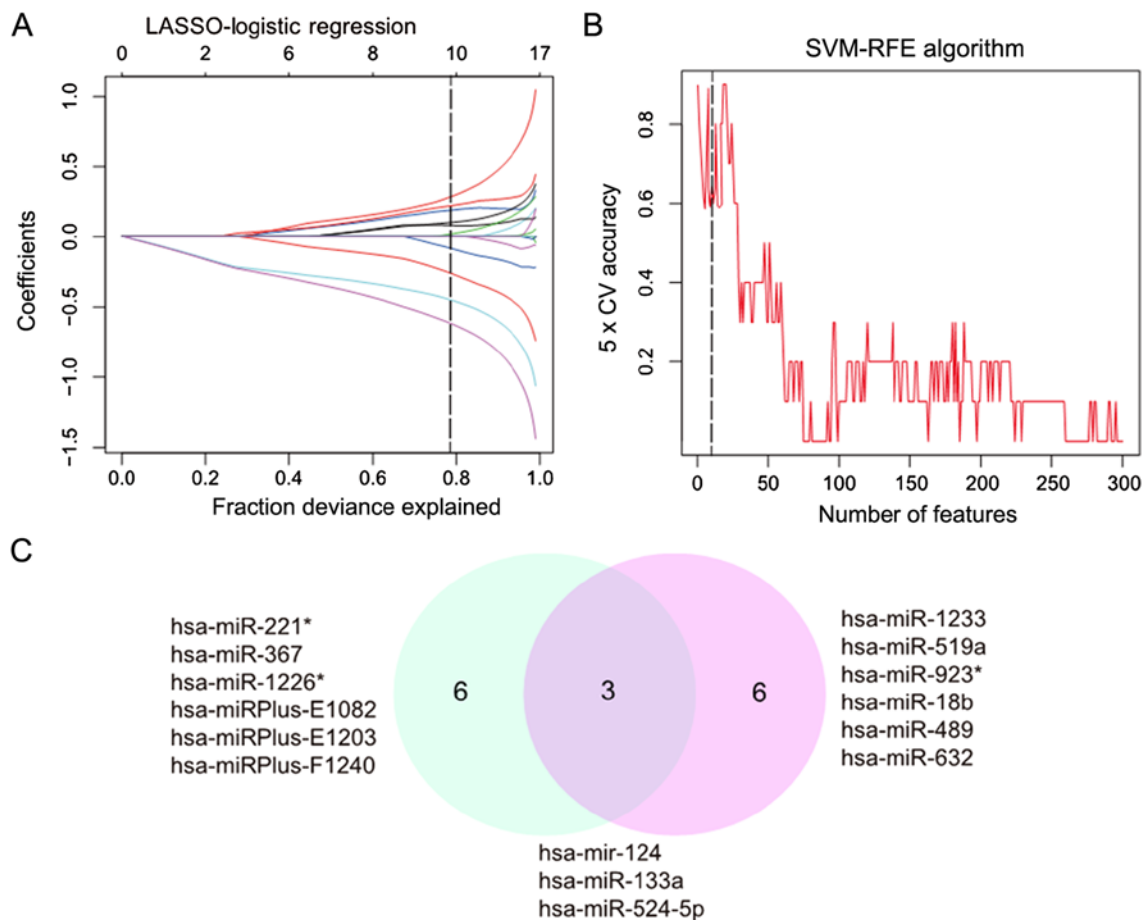 A
LASSO-logistic regression
0 2 4 6 8 10 17
1.0
0.5
0.0
−0.5
−1.0
−1.5
Coefficients
0.0 0.2 0.4 0.6 0.8 1.0
Fraction deviance explained
B
SVM-RFE algorithm
0.8
0.6
0.4
0.2
5 x CV accuracy
0 50 100 150 200 250 300
Number of features
C
hsa-miR-221*
hsa-miR-367
hsa-miR-1226*
hsa-miRPlus-E1082
hsa-miRPlus-E1203
hsa-miRPlus-F1240
6
3
6
hsa-miR-1233
hsa-miR-519a
hsa-miR-923*
hsa-miR-18b
hsa-miR-489
hsa-miR-632
hsa-mir-124
hsa-miR-133a
hsa-miR-524-5p